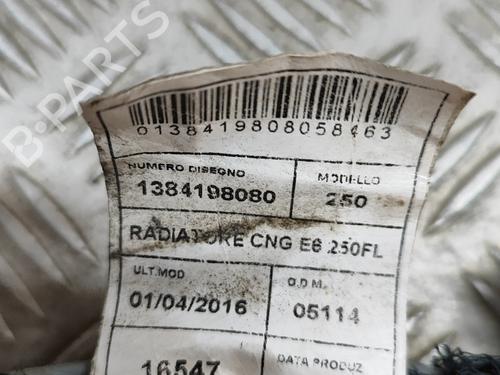 B-PARTS
0138419808058463
NUMERO DISEGNO MODELLO
1384198080 250
RADIATORE CNG E6 250FL
ULT.MOD O.D.M.
01/04/2016 05114
16547 DATA PRODUZ